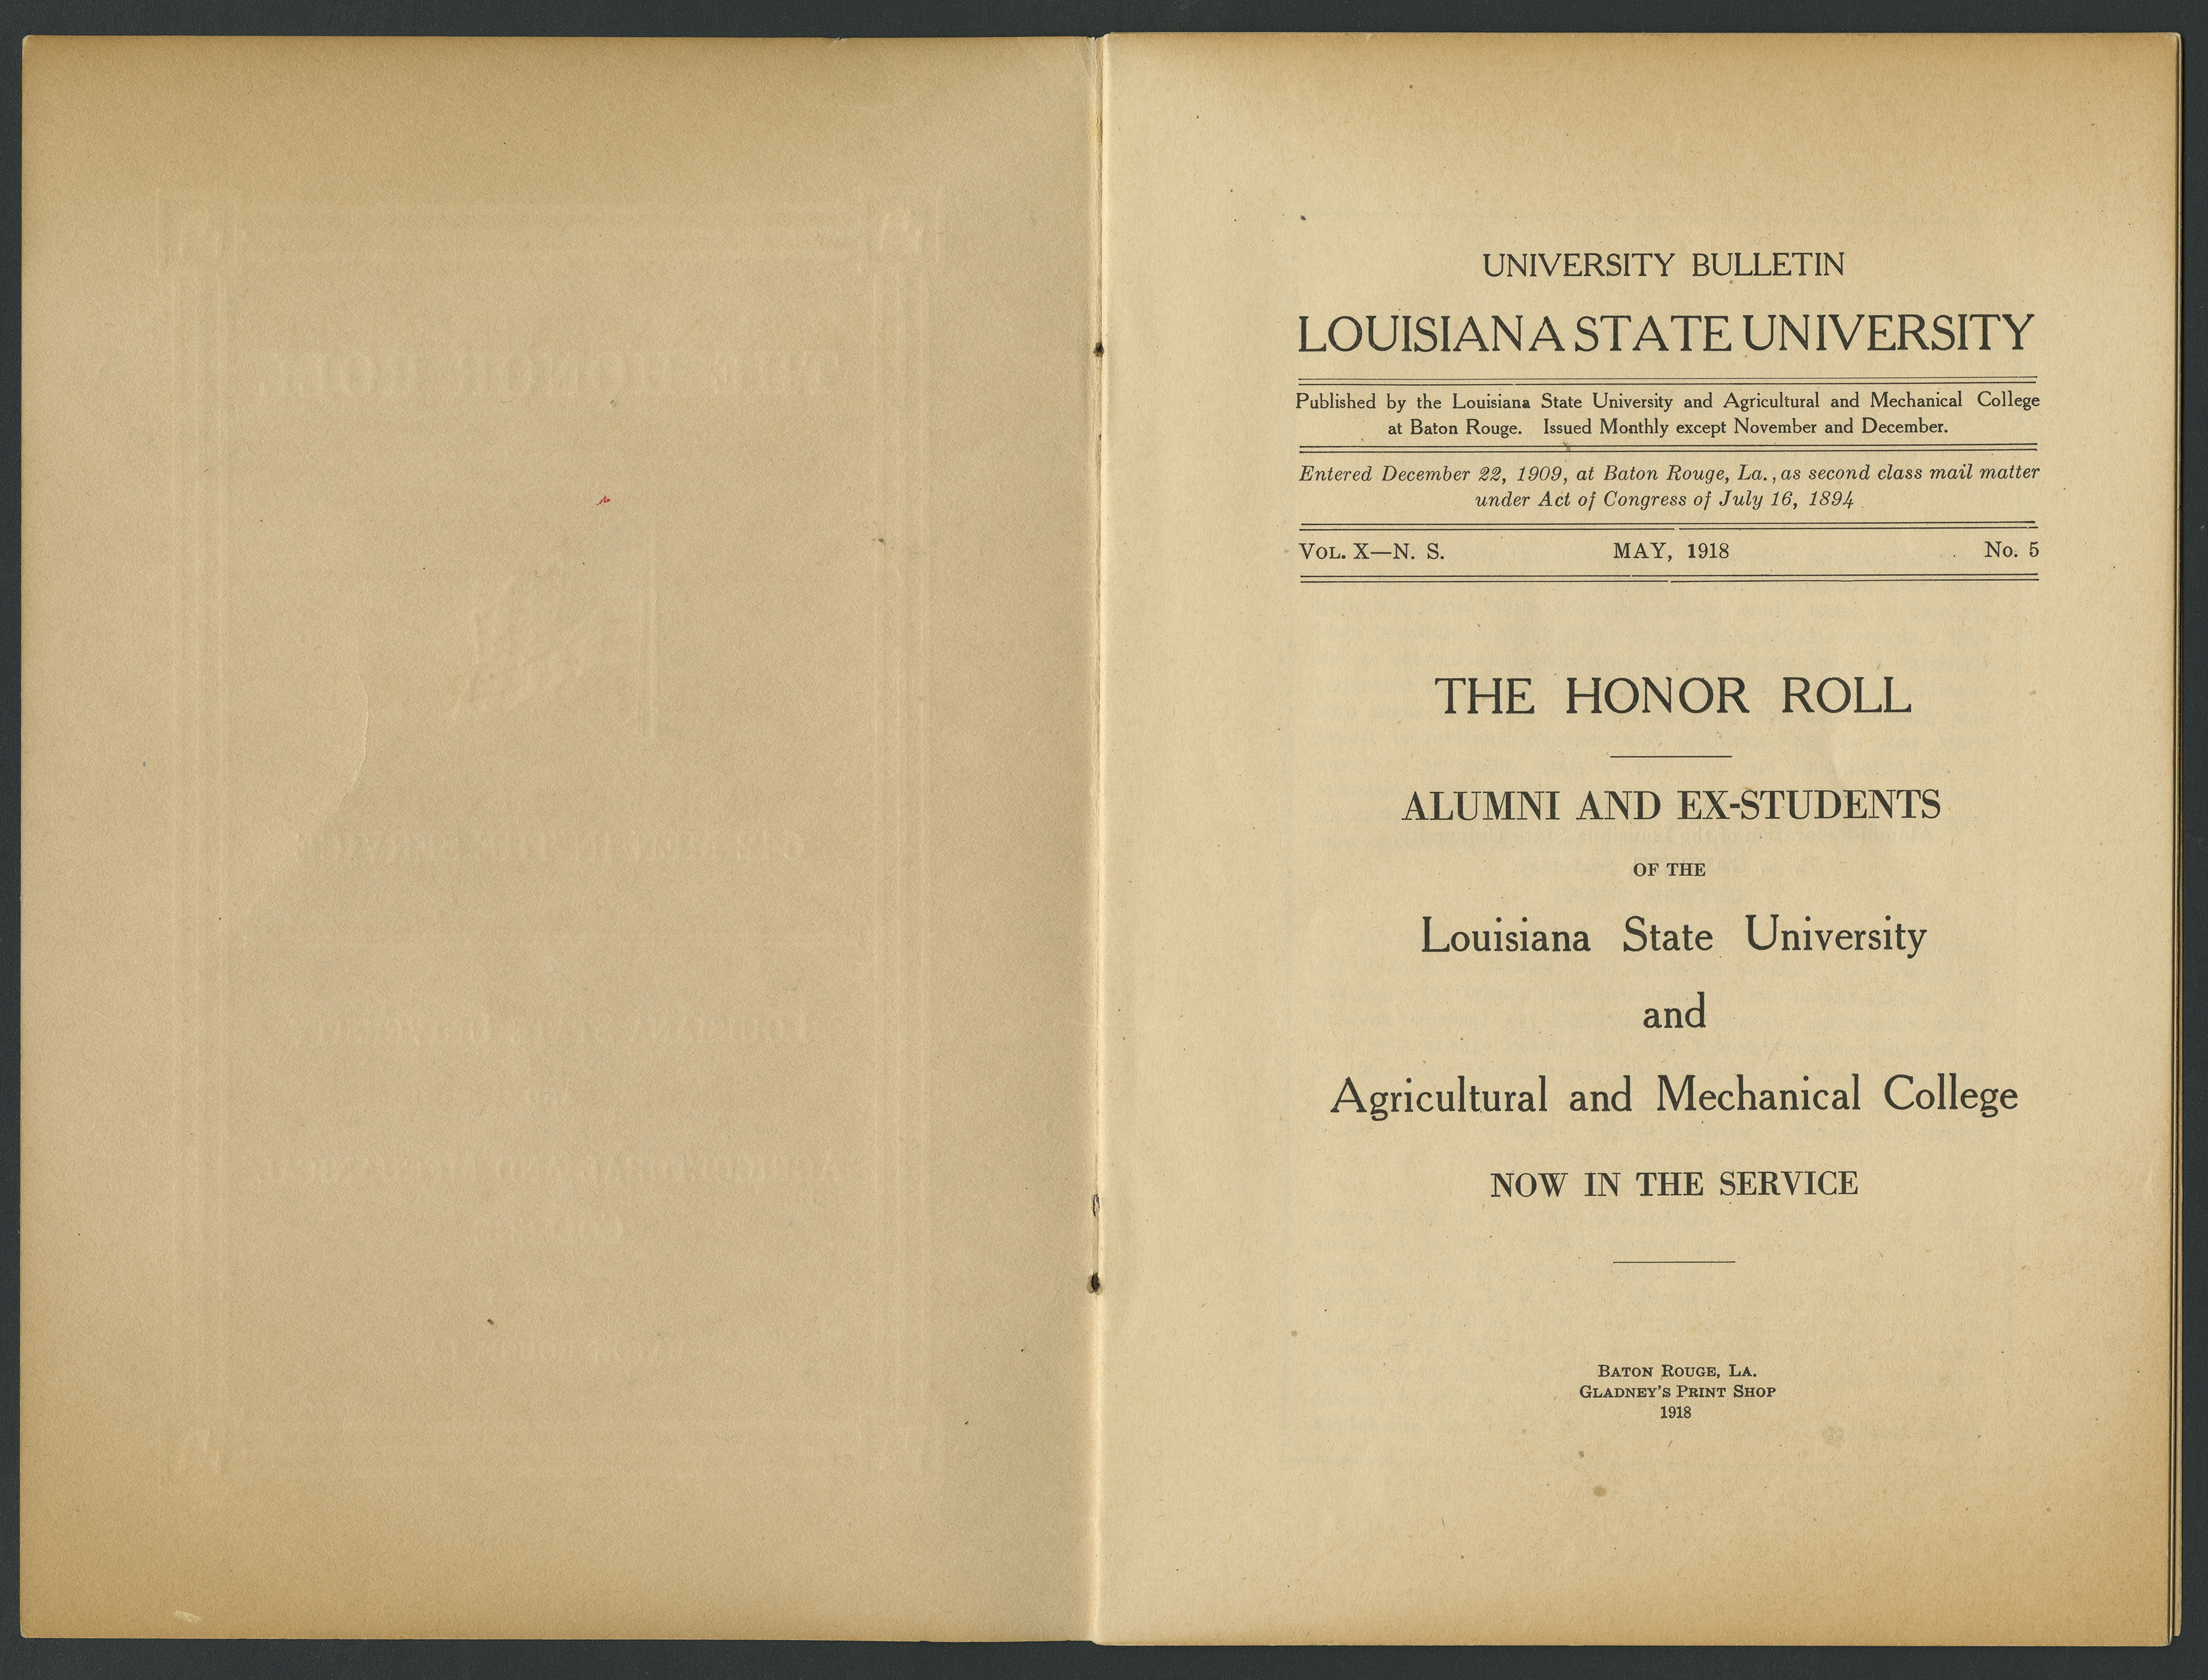 UNIVERSITY BULLETIN
LOUISIANA STATE UNIVERSITY
Published by the Louisiana State University and Agricultural and Mechanical College
at Baton Rouge. Issued Monthly except November and December.
Entered December 22, 1909, at Baton Rouge, La., as second class mail matter
under Act of Congress of July 16, 1894
VOL. X—N. S. MAY, 1918 No. 5
THE HONOR ROLL
ALUMNI AND EX-STUDENTS
OF THE
Louisiana State University
and
Agricultural and Mechanical College
NOW IN THE SERVICE
BATON ROUGE, LA.
GLADNEY'S PRINT SHOP
1918